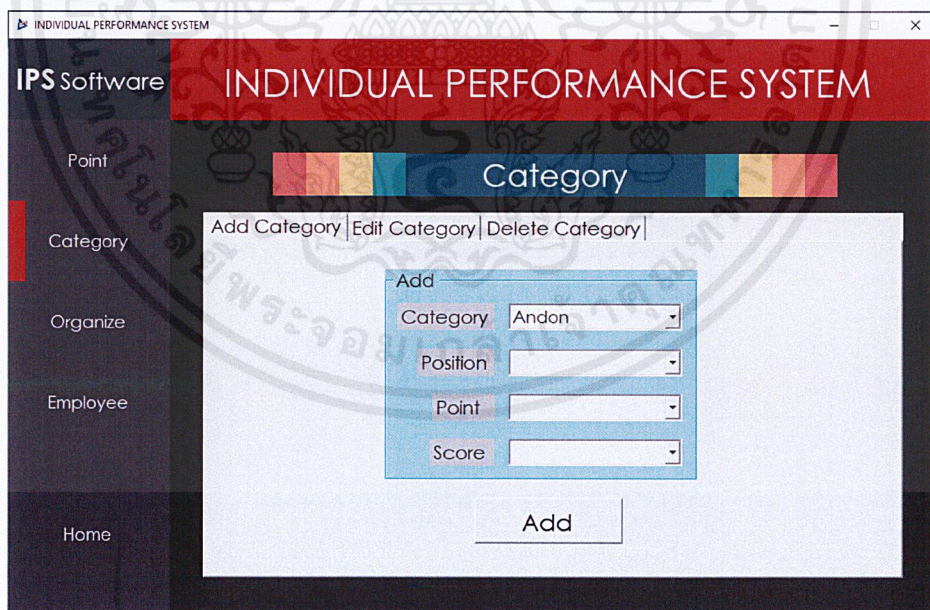 INDIVIDUAL PERFORMANCE SYSTEM
IPS Software
INDIVIDUAL PERFORMANCE SYSTEM
Point
Category
Organize
Employee
Home
Category
Add Category
Edit Category
Delete Category
Add
Category
Andon
Position
Point
Score
Add